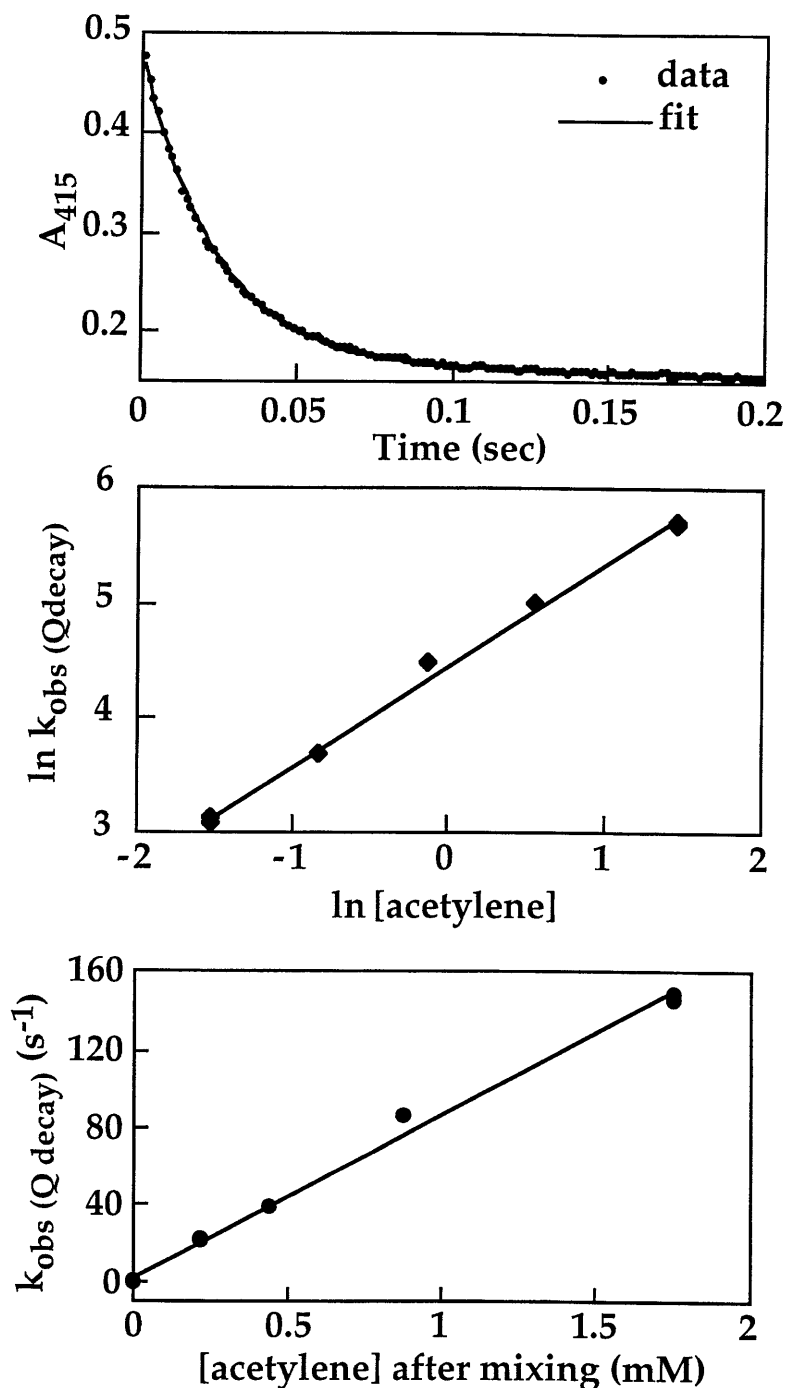 0.5
0.4
0.3
0.2
A415
data
fit
0 0.05 0.1 0.15 0.2
Time (sec)
6
5
4
3
ln kobs (Qdecay)
-2 -1 0 1 2
ln [acetylene]
160
120
80
40
0
kobs (Q decay) (s-1)
0 0.5 1 1.5 2
[acetylene] after mixing (mM)